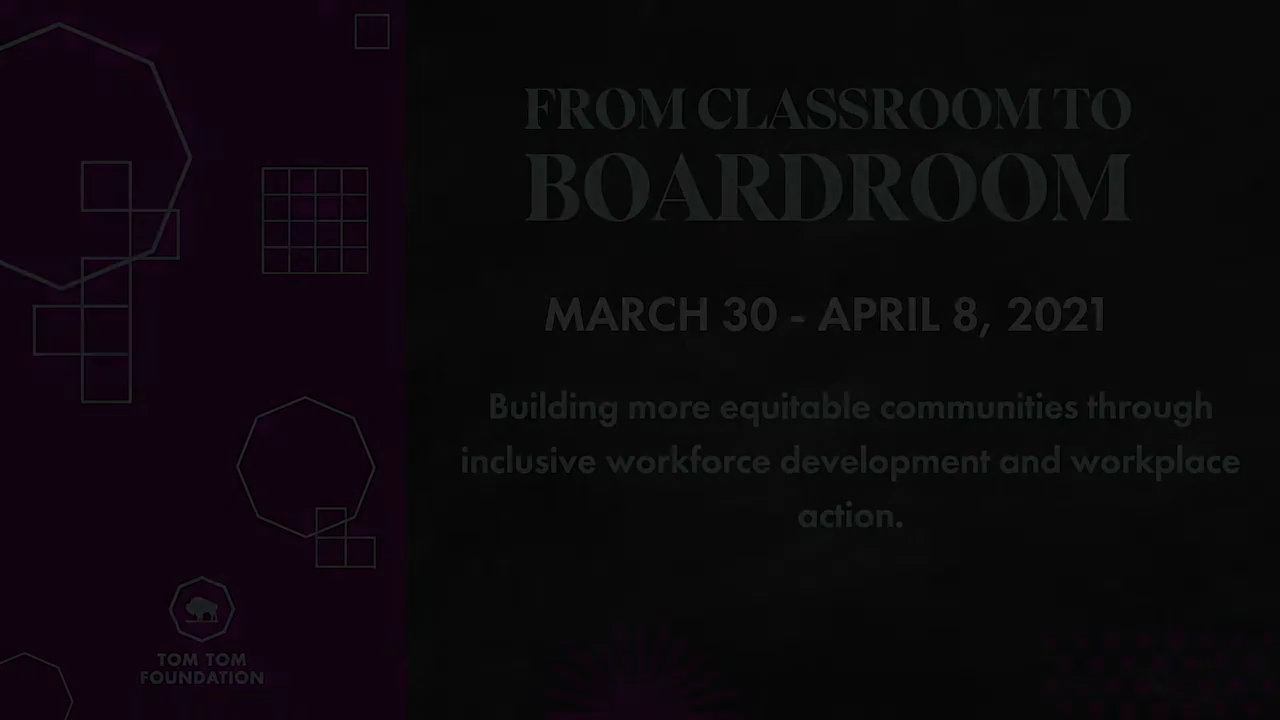 FROM CLASSROOM TO
BOARDROOM
MARCH 30 - APRIL 8, 2021
Building more equitable communities through
inclusive workforce development and workplace
action.
TOM TOM
FOUNDATION